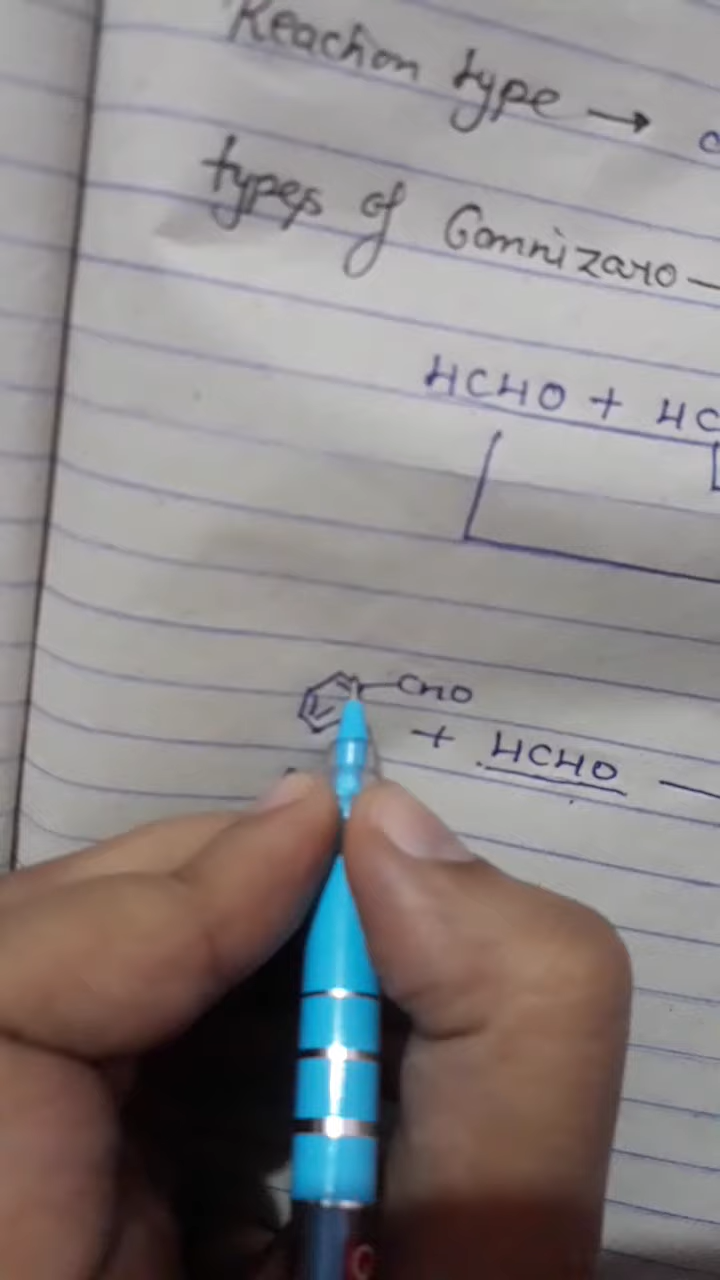 Reaction type →
types of Cannizaro –
HCHO + HC
CHO
+ HCHO —